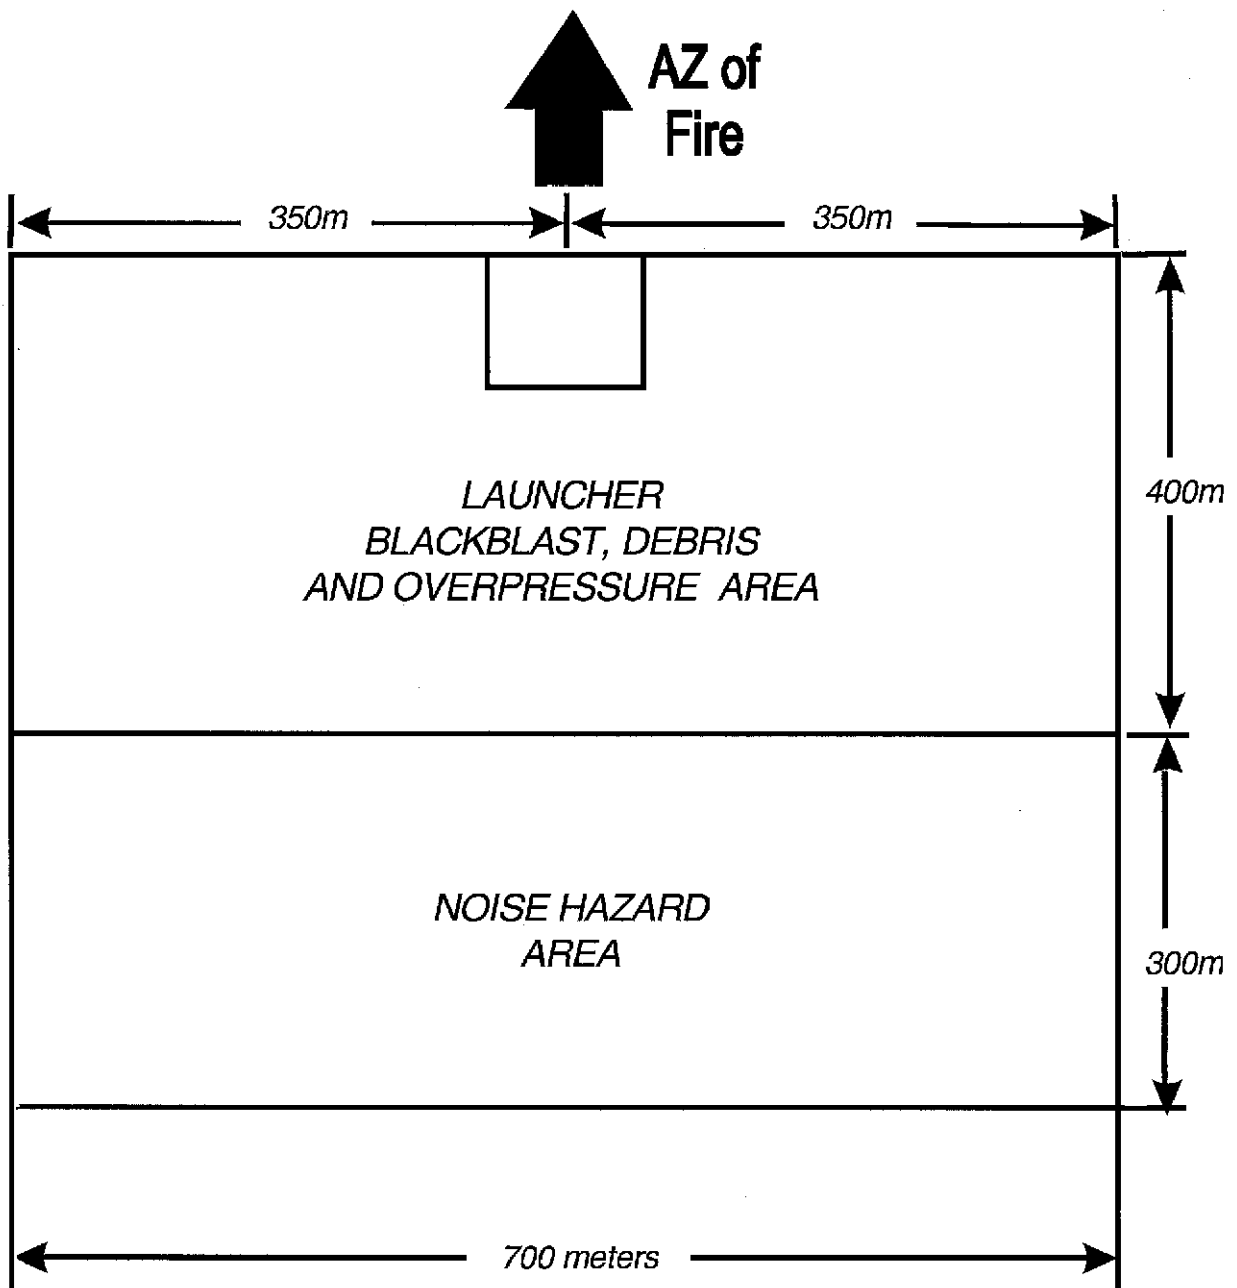 AZ of
Fire
350m
350m
LAUNCHER
BLACKBLAST, DEBRIS
AND OVERPRESSURE AREA
400m
NOISE HAZARD
AREA
300m
700 meters